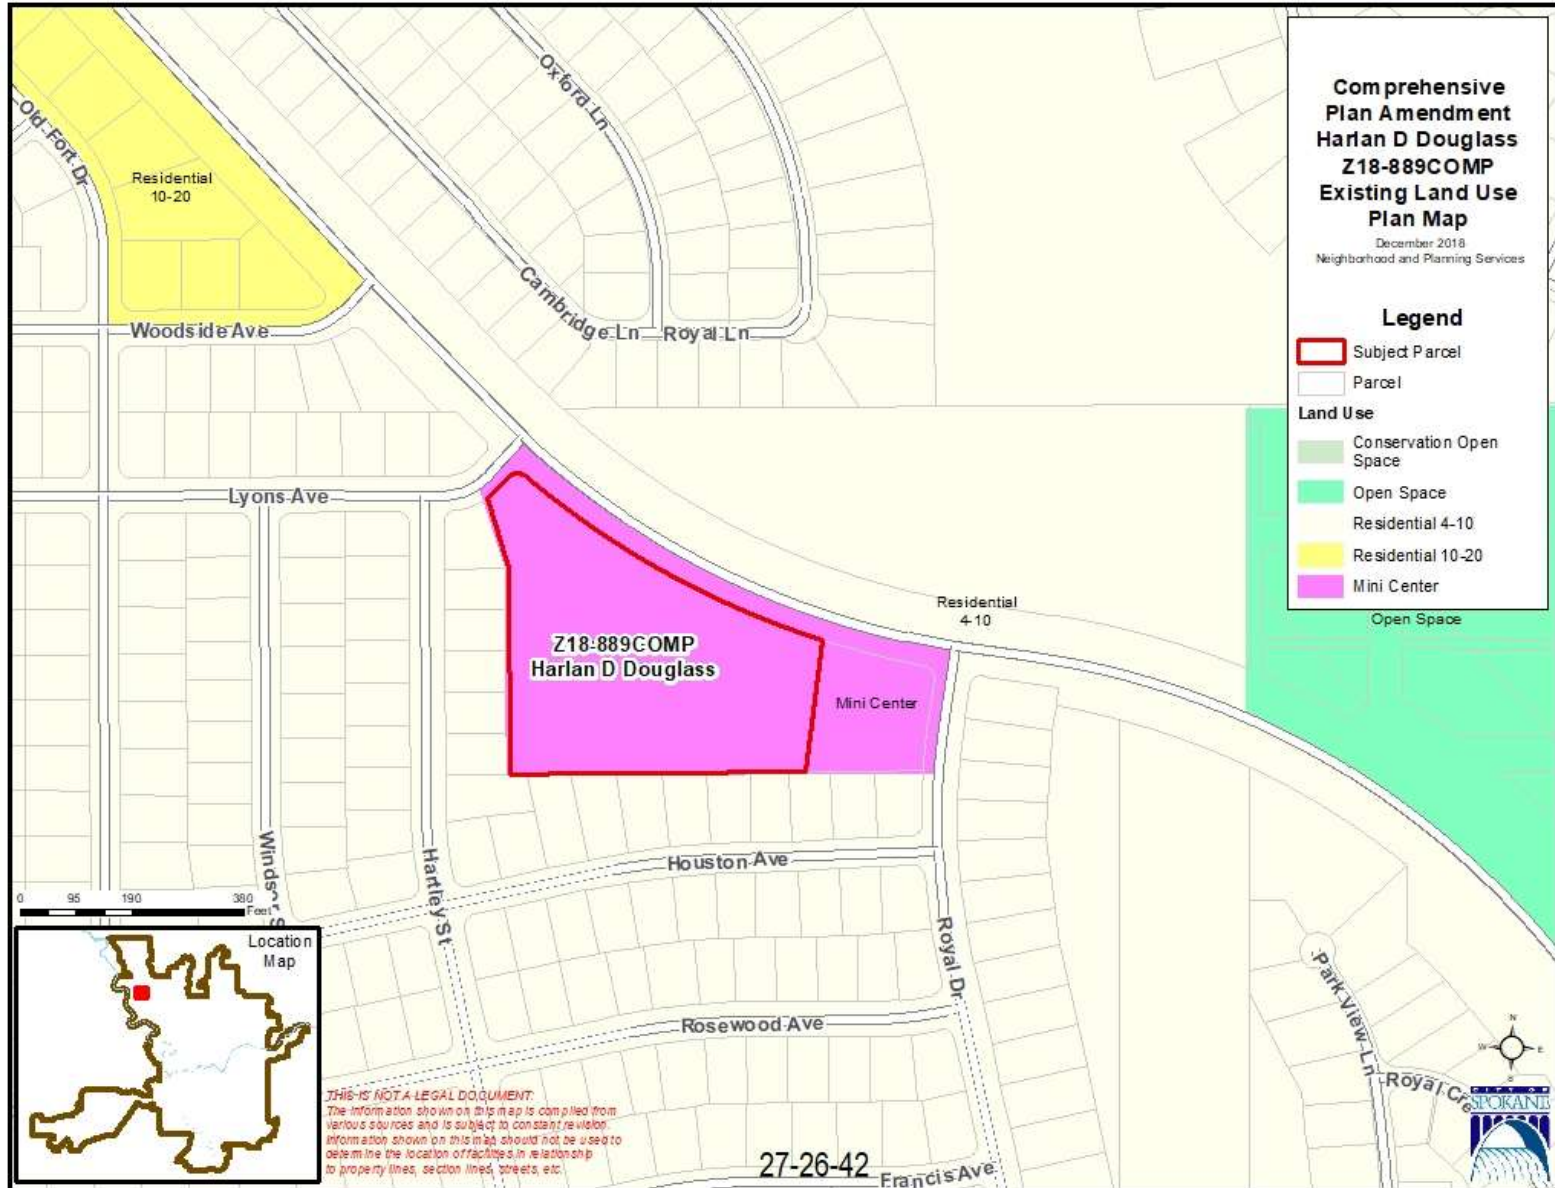 Comprehensive
Plan Amendment
Harlan D Douglass
Z18-889COMP
Existing Land Use
Plan Map
December 2018
Neighborhood and Planning Services
Legend
Subject Parcel
Parcel
Land Use
Conservation Open
Space
Open Space
Residential 4-10
Residential 10-20
Mini Center
Open Space
Oxford Ln
Old Fort Dr
Residential
10-20
Cambridge Ln
Royal Ln
Woodside Ave
Lyons Ave
Residential
4-10
Z18-889COMP
Harlan D Douglass
Mini Center
Windsor S
Hartley St
Houston Ave
Royal Dr
Rosewood Ave
Park View Ln
Royal Cre
Francis Ave
27-26-42
0 95 190 380
Feet
Location
Map
THIS IS NOT A LEGAL DOCUMENT:
The information shown on this map is compiled from
various sources and is subject to constant revision.
Information shown on this map should not be used to
determine the location of facilities in relationship
to property lines, section lines, streets, etc.
N
W
E
S
CITY OF
SPOKANE